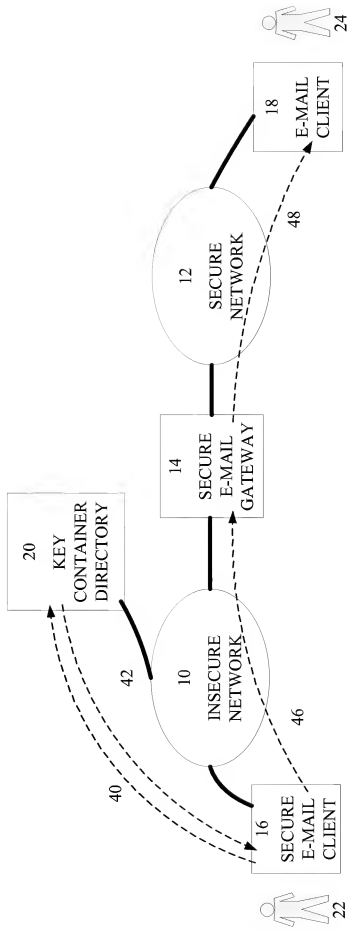 22
16
SECURE
E-MAIL
CLIENT
40
42
20
KEY
CONTAINER
DIRECTORY
10
INSECURE
NETWORK
46
14
SECURE
E-MAIL
GATEWAY
12
SECURE
NETWORK
48
18
E-MAIL
CLIENT
24